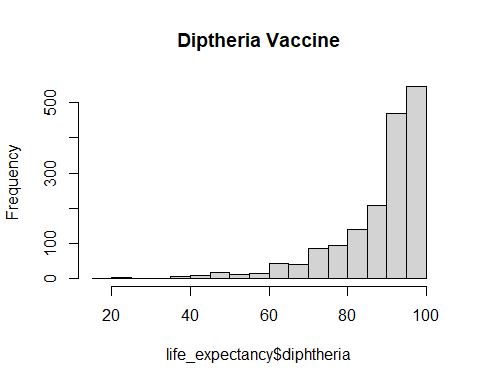 Diptheria Vaccine
Frequency
500
300
100
0
20 40 60 80 100
life_expectancy$diphtheria